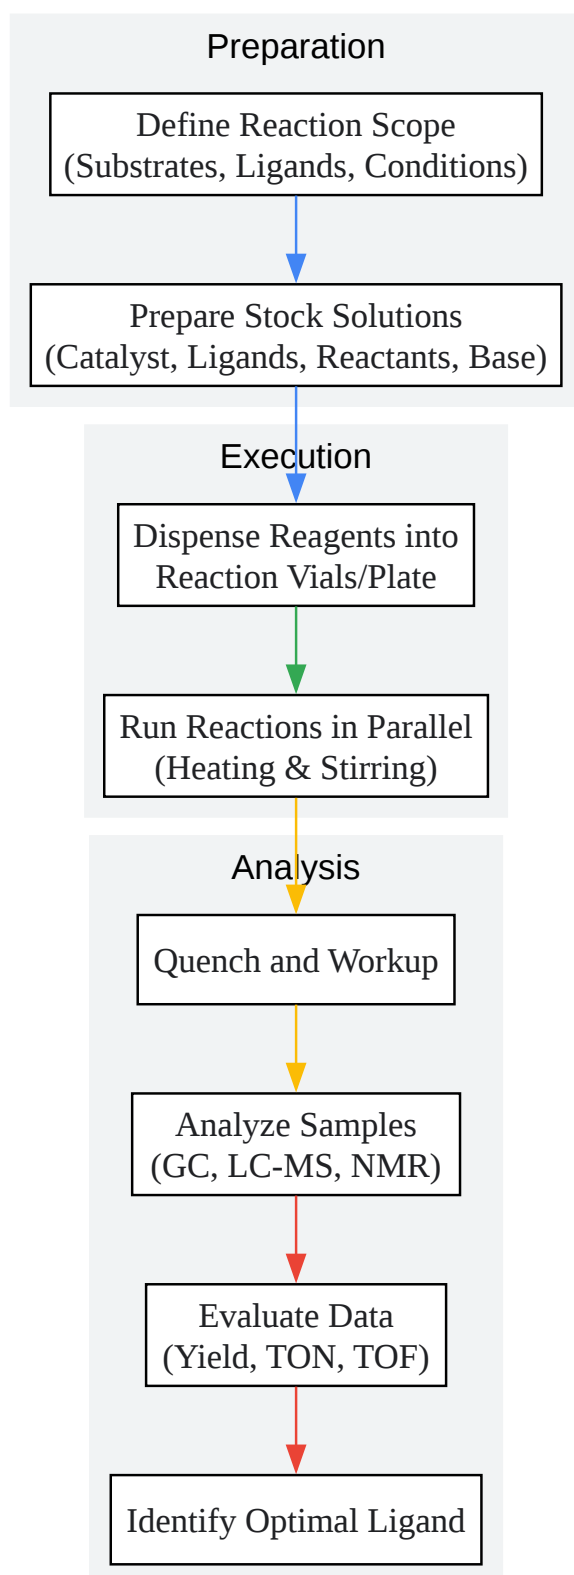 Preparation
Define Reaction Scope
(Substrates, Ligands, Conditions)
Prepare Stock Solutions
(Catalyst, Ligands, Reactants, Base)
Execution
Dispense Reagents into
Reaction Vials/Plate
Run Reactions in Parallel
(Heating & Stirring)
Analysis
Quench and Workup
Analyze Samples
(GC, LC-MS, NMR)
Evaluate Data
(Yield, TON, TOF)
Identify Optimal Ligand